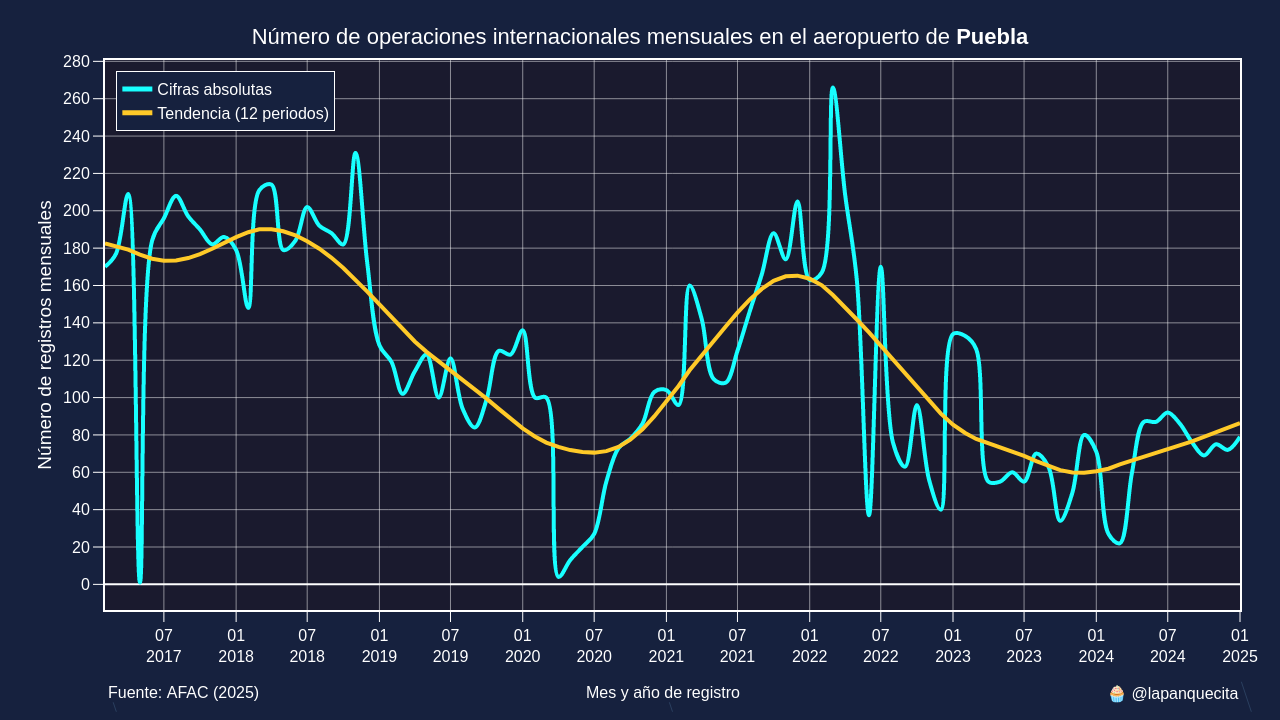 Número de operaciones internacionales mensuales en el aeropuerto de Puebla
Cifras absolutas
Tendencia (12 periodos)
Número de registros mensuales
280
260
240
220
200
180
160
140
120
100
80
60
40
20
0
07 01 07 01 07 01 07 01 07 01 07 01 07 01 07 01
2017 2018 2018 2019 2019 2020 2020 2021 2021 2022 2022 2023 2023 2024 2024 2025
Fuente: AFAC (2025)
Mes y año de registro
🧁 @lapanquecita